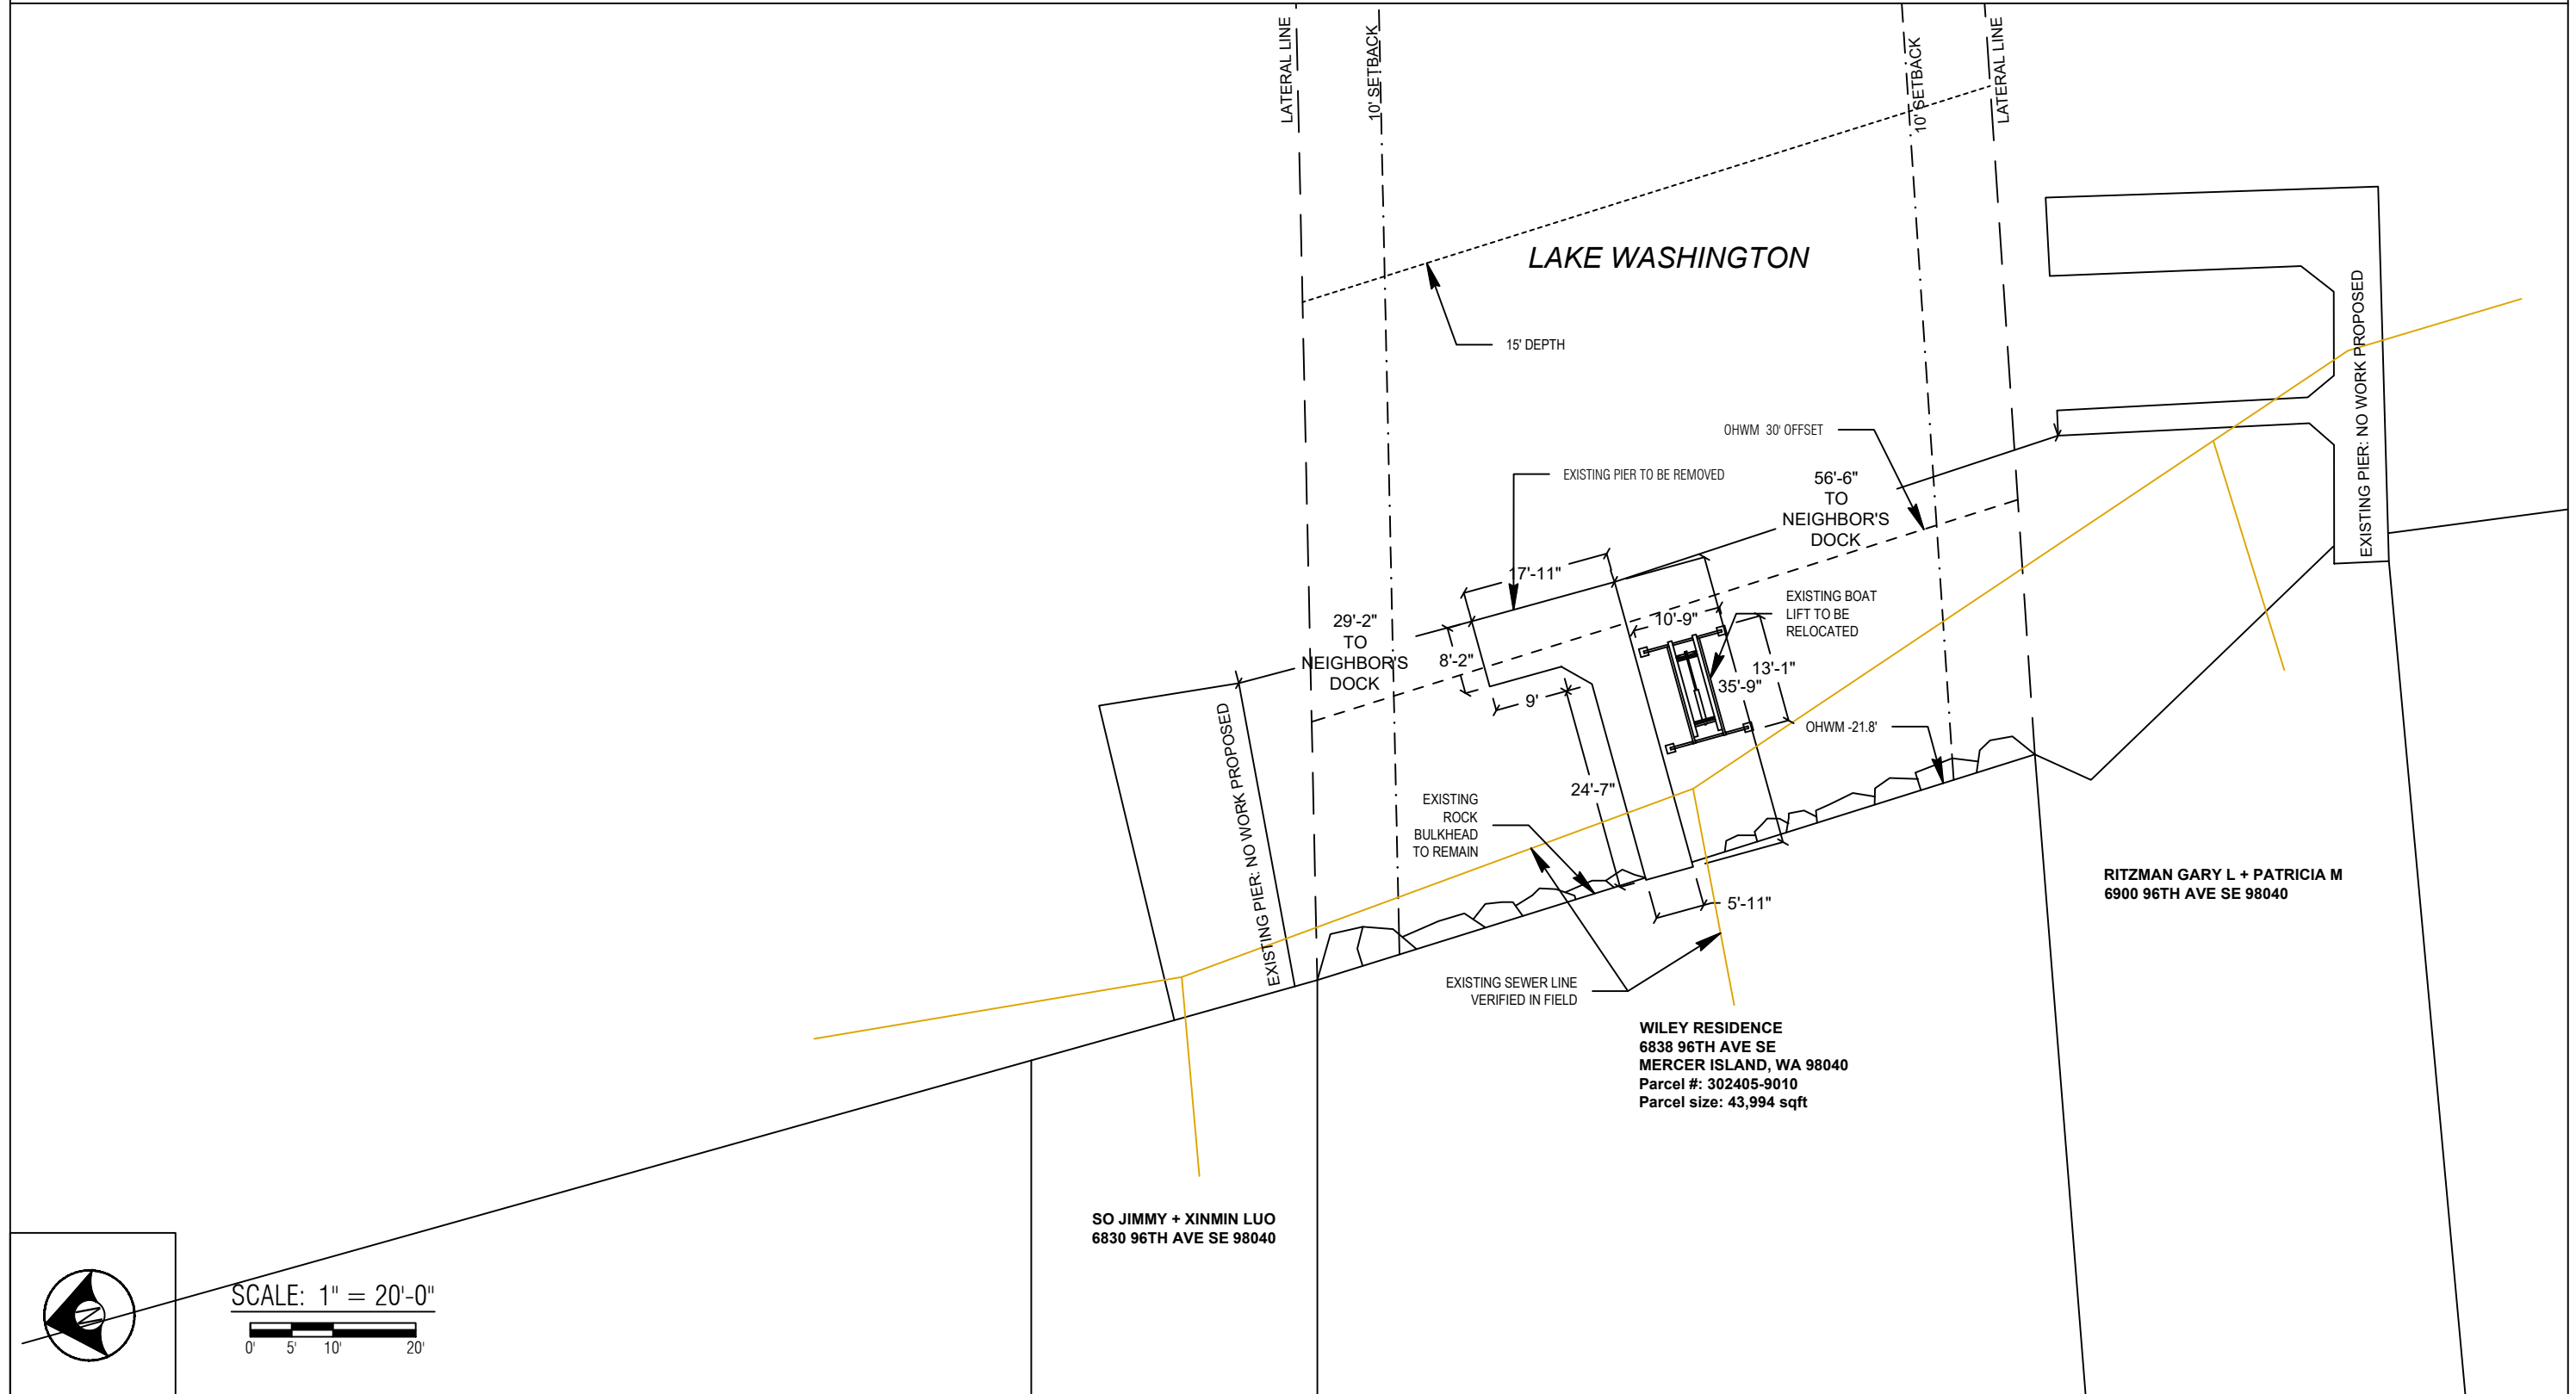 LATERAL LINE
10' SETBACK
10' SETBACK
LATERAL LINE
LAKE WASHINGTON
15' DEPTH
EXISTING PIER: NO WORK PROPOSED
OHWM 30' OFFSET
EXISTING PIER TO BE REMOVED
56'-6"
TO
NEIGHBOR'S
DOCK
17'-11"
29'-2"
TO
NEIGHBOR'S
DOCK
8'-2"
9'
10'-9"
EXISTING BOAT
LIFT TO BE
RELOCATED
13'-1"
35'-9"
OHWM -21.8'
24'-7"
EXISTING
ROCK
BULKHEAD
TO REMAIN
EXISTING PIER: NO WORK PROPOSED
5'-11"
EXISTING SEWER LINE
VERIFIED IN FIELD
RITZMAN GARY L + PATRICIA M
6900 96TH AVE SE 98040
WILEY RESIDENCE
6838 96TH AVE SE
MERCER ISLAND, WA 98040
Parcel #: 302405-9010
Parcel size: 43,994 sqft
SO JIMMY + XINMIN LUO
6830 96TH AVE SE 98040
N
SCALE: 1" = 20'-0"
0' 5' 10' 20'